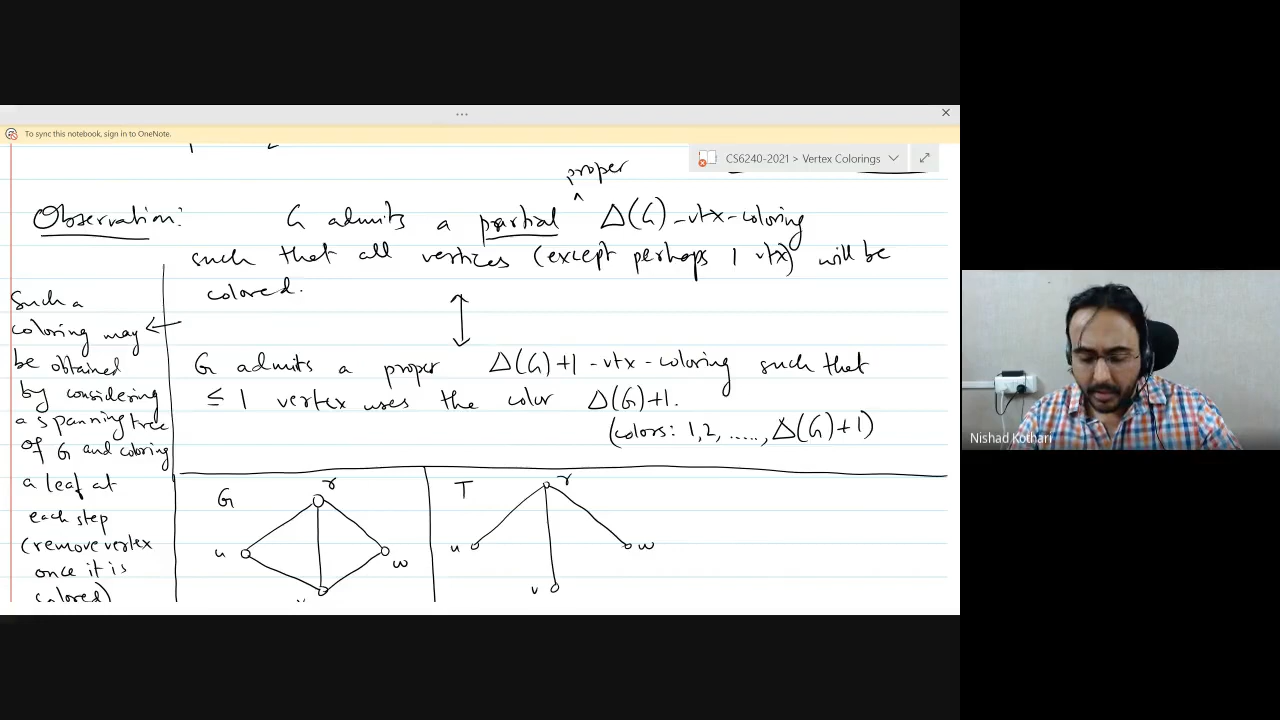 ...
To sync this notebook, sign in to OneNote.
CS6240-2021 > Vertex Colorings
proper
^
Observation: G admits a partial Δ(G)-vtx-coloring
such that all vertices (except perhaps 1 vtx) will be
colored.
G admits a proper Δ(G)+1-vtx-coloring such that
≤ 1 vertex uses the color Δ(G)+1.
(colors: 1,2, ....., Δ(G)+1)
Such a
coloring may
be obtained
by considering
a spanning tree
of G and coloring
a leaf at
each step
(remove vertex
once it is
colored)
G
r
u
w
v
T
r
u
w
v
Nishad Kothari